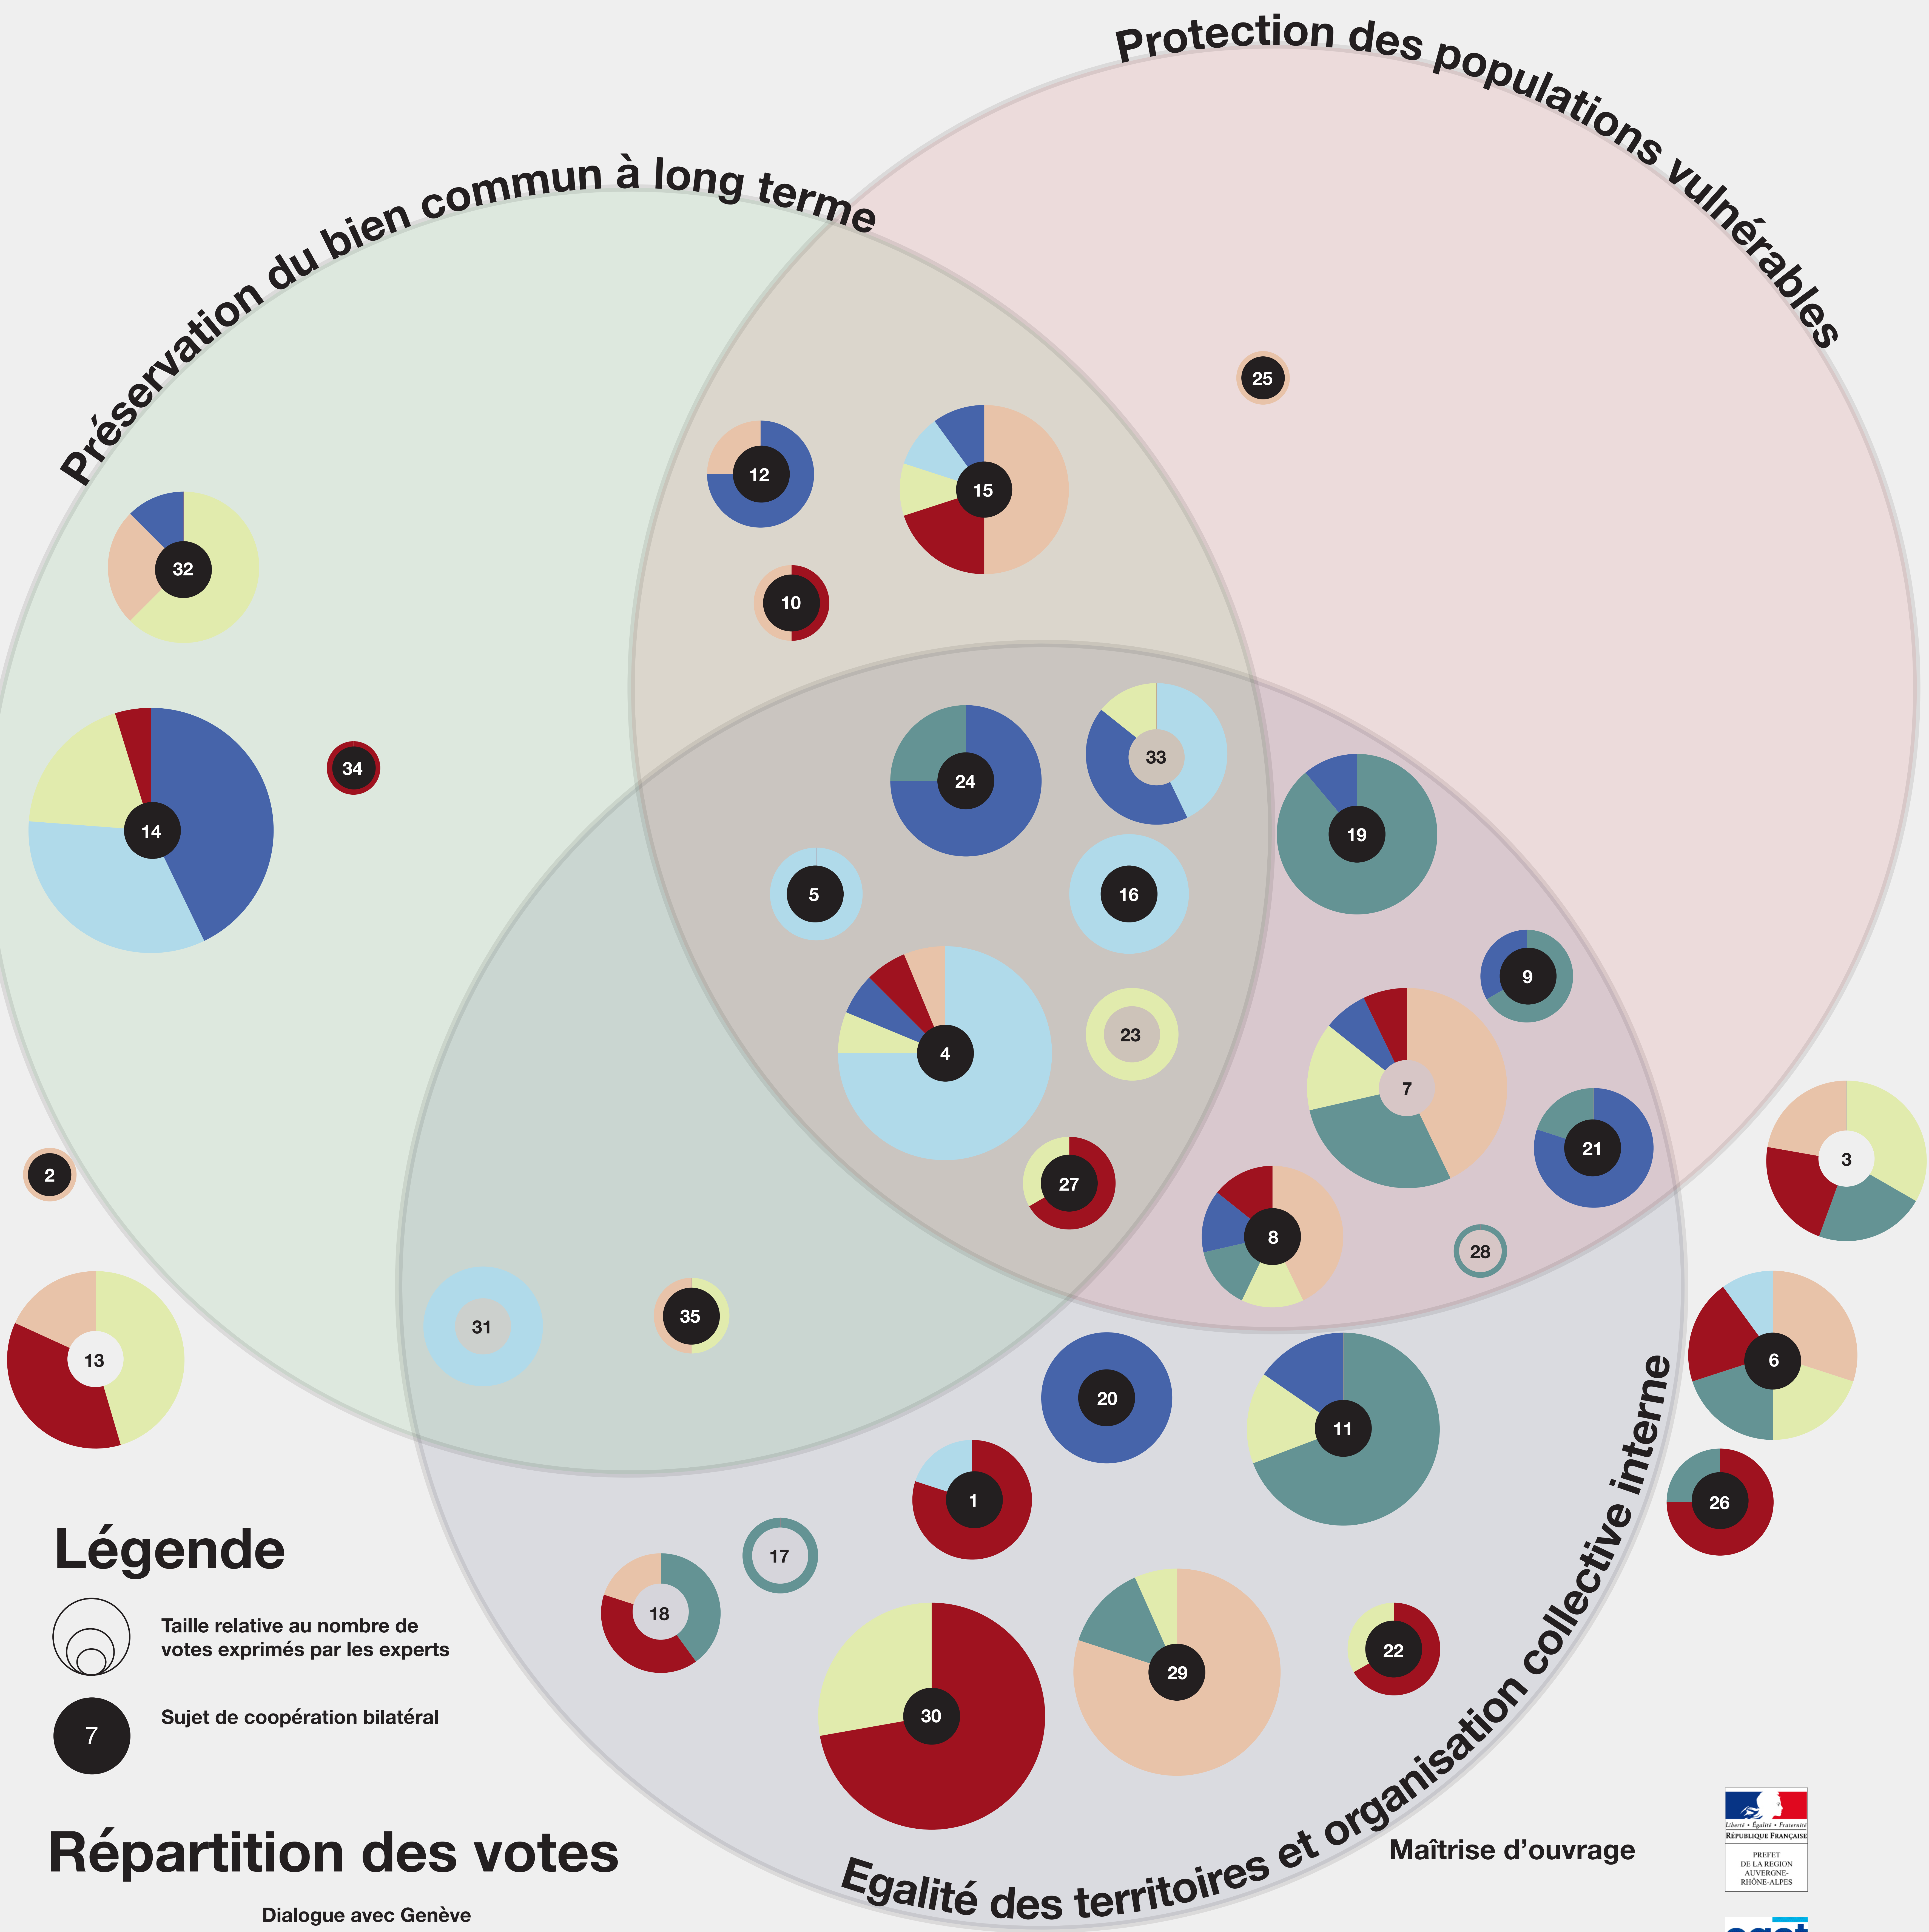 Protection des populations vulnérables
Préservation du bien commun à long terme
25
12
15
32
10
33
24
34
19
14
5
16
9
23
4
7
21
3
2
27
8
28
35
31
13
6
20
11
1
26
17
18
22
29
30
Egalité des territoires et organisation collective interne
Légende
Taille relative au nombre de
votes exprimés par les experts
7
Sujet de coopération bilatéral
Répartition des votes
Dialogue avec Genève
Maîtrise d’ouvrage
Liberté • Égalité • Fraternité
RÉPUBLIQUE FRANÇAISE
PREFET
DE LA REGION
AUVERGNE-
RHÔNE-ALPES